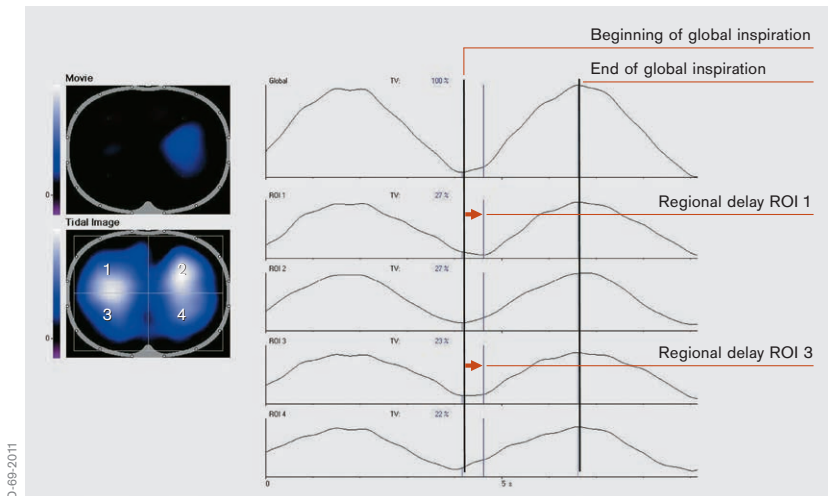 Beginning of global inspiration
End of global inspiration
Movie
0-
Tidal Image
1 2
3 4
0-
Global TV: 100 %
ROI 1 TV: 27 %
Regional delay ROI 1
ROI 2 TV: 27 %
ROI 3 TV: 23 %
Regional delay ROI 3
ROI 4 TV: 22 %
0 5 s
D-69-2011